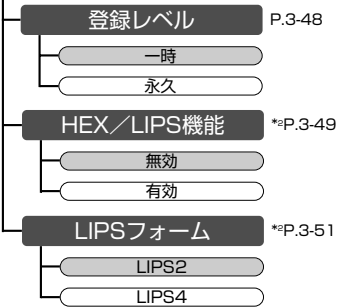 登録レベル P.3-48
一時
永久
HEX／LIPS機能 *2P.3-49
無効
有効
LIPSフォーム *2P.3-51
LIPS2
LIPS4